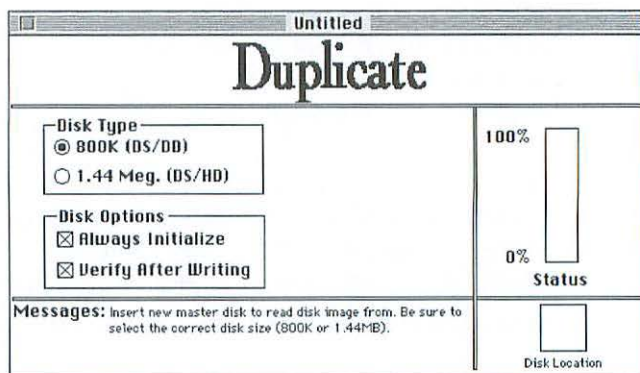 Untitled
Duplicate
Disk Type
800K (DS/DD)
1.44 Meg. (DS/HD)
Disk Options
Always Initialize
Verify After Writing
100%
0%
Status
Messages: Insert new master disk to read disk image from. Be sure to
select the correct disk size (800K or 1.44MB).
Disk Location